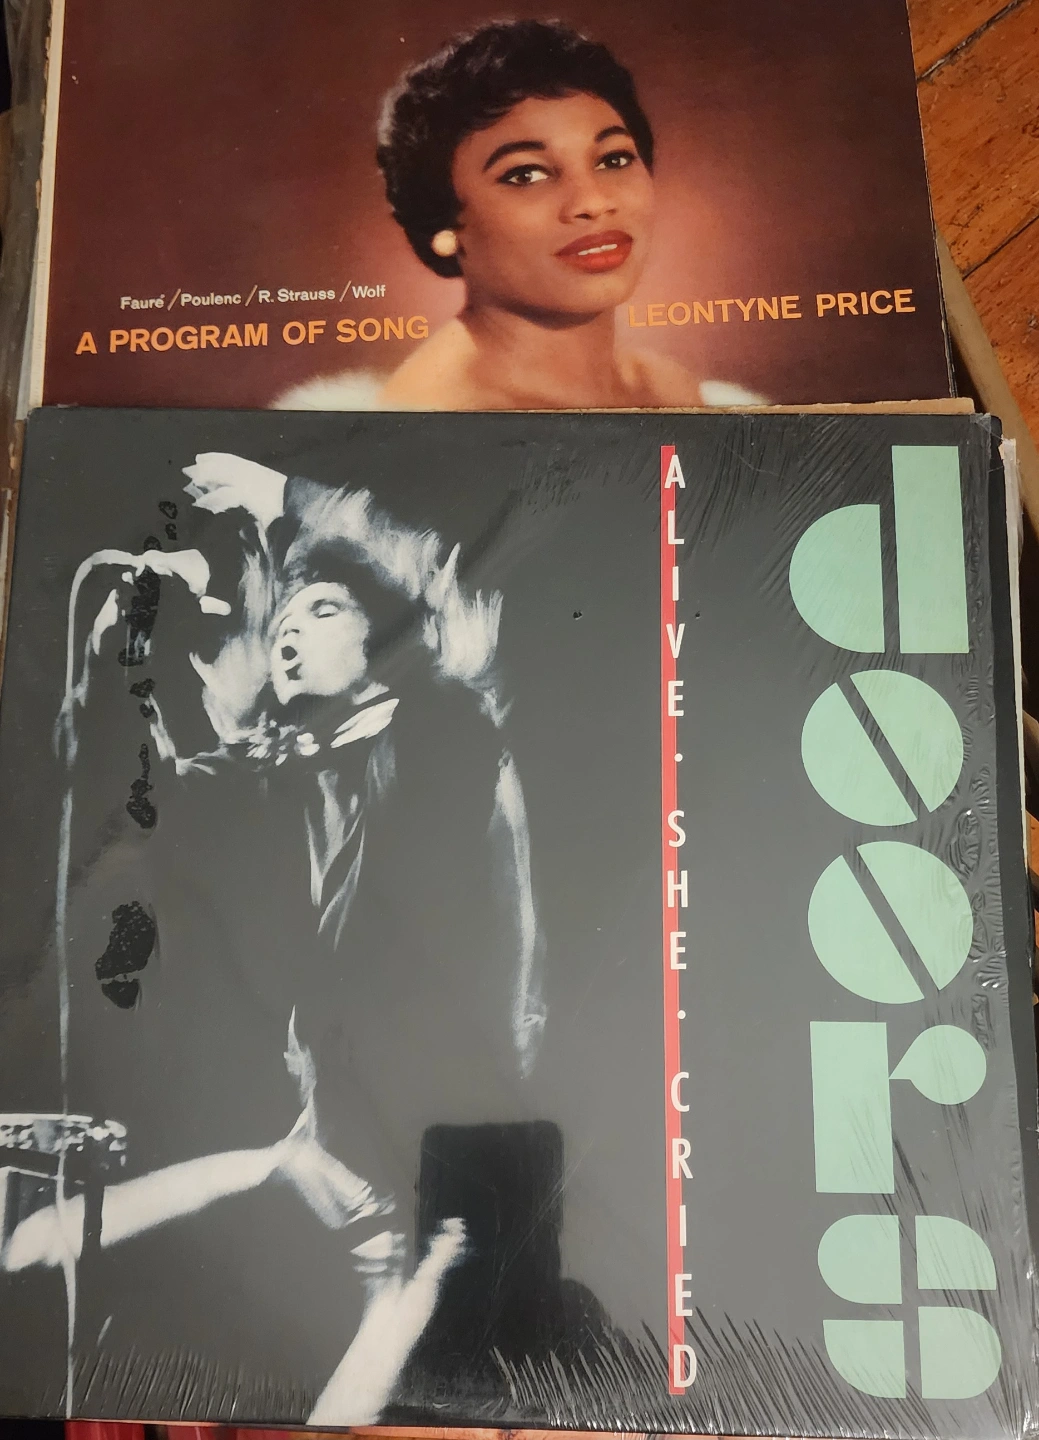 Fauré / Poulenc / R. Strauss / Wolf
A PROGRAM OF SONG
LEONTYNE PRICE
ALIVE · SHE · CRIED
doors